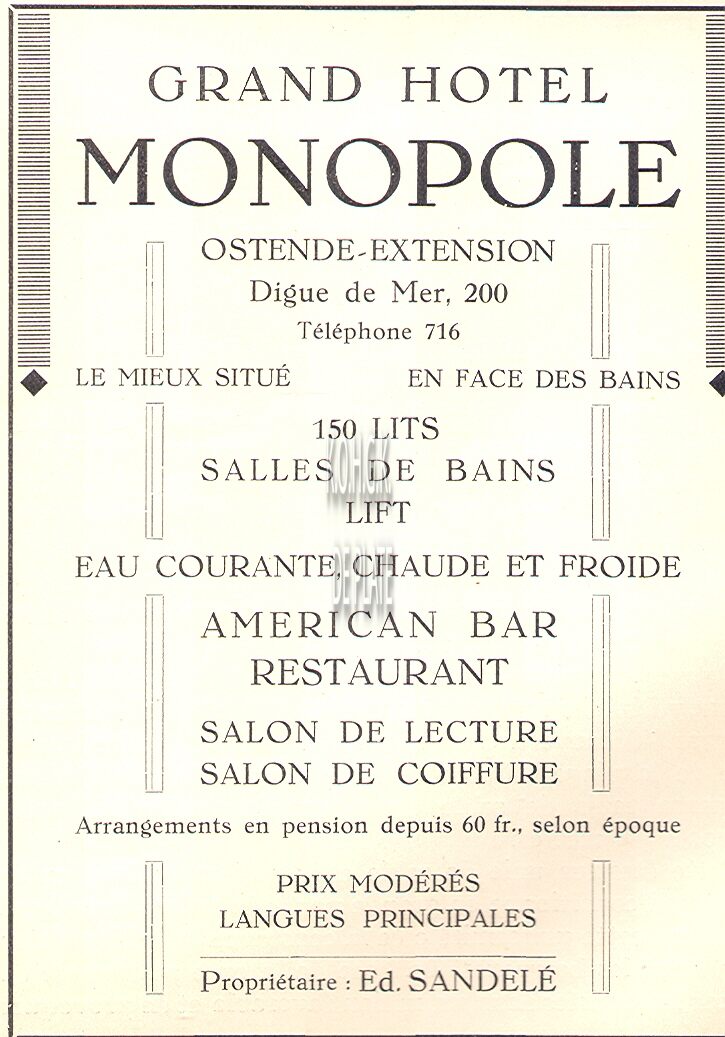 GRAND HOTEL
MONOPOLE
OSTENDE-EXTENSION
Digue de Mer, 200
Téléphone 716
LE MIEUX SITUÉ EN FACE DES BAINS
150 LITS
SALLES DE BAINS
LIFT
EAU COURANTE, CHAUDE ET FROIDE
AMERICAN BAR
RESTAURANT
SALON DE LECTURE
SALON DE COIFFURE
Arrangements en pension depuis 60 fr., selon époque
PRIX MODÉRÉS
LANGUES PRINCIPALES
Propriétaire : Ed. SANDELÉ
K.O.H.G.K.
DE PLATE